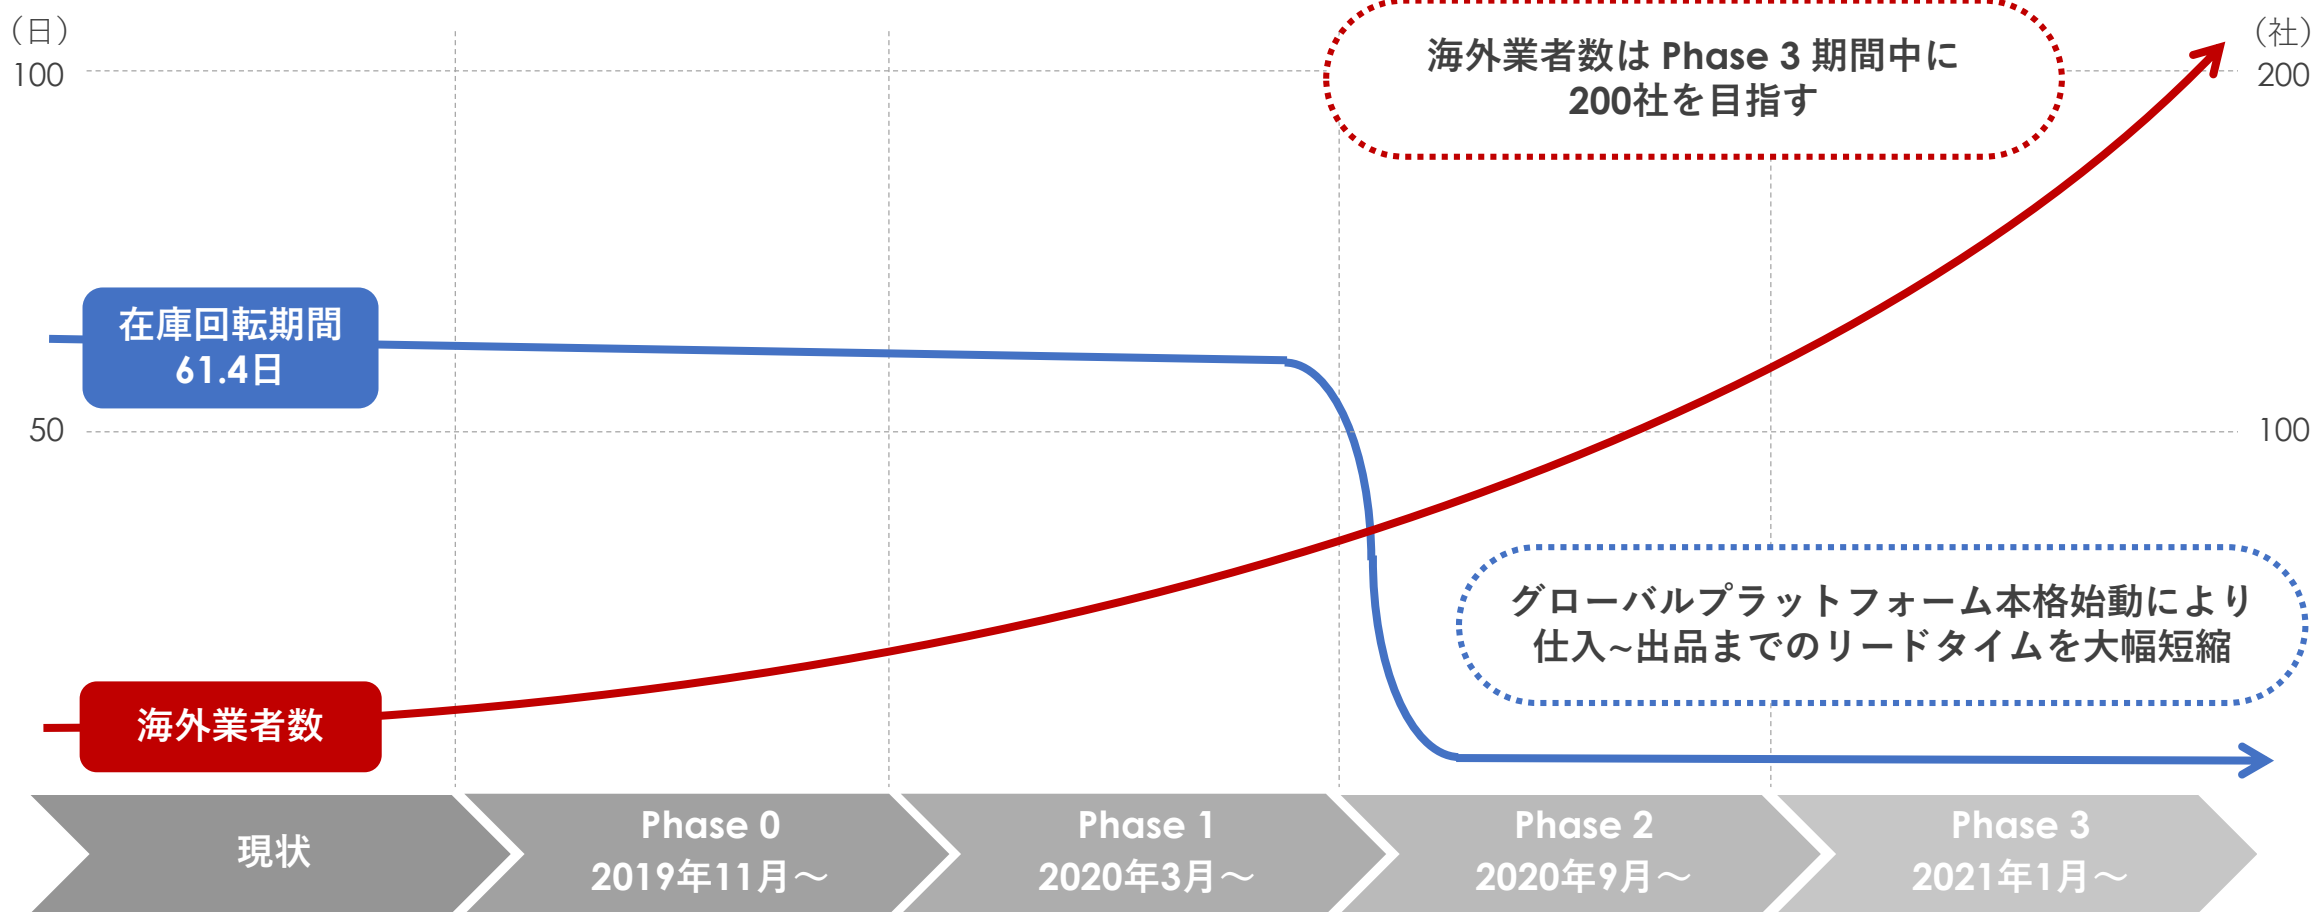 （日）
（社）
100
200
海外業者数は Phase 3 期間中に
200社を目指す
在庫回転期間
61.4日
50
100
グローバルプラットフォーム本格始動により
仕入~出品までのリードタイムを大幅短縮
海外業者数
現状
Phase 0
2019年11月～
Phase 1
2020年3月～
Phase 2
2020年9月～
Phase 3
2021年1月～